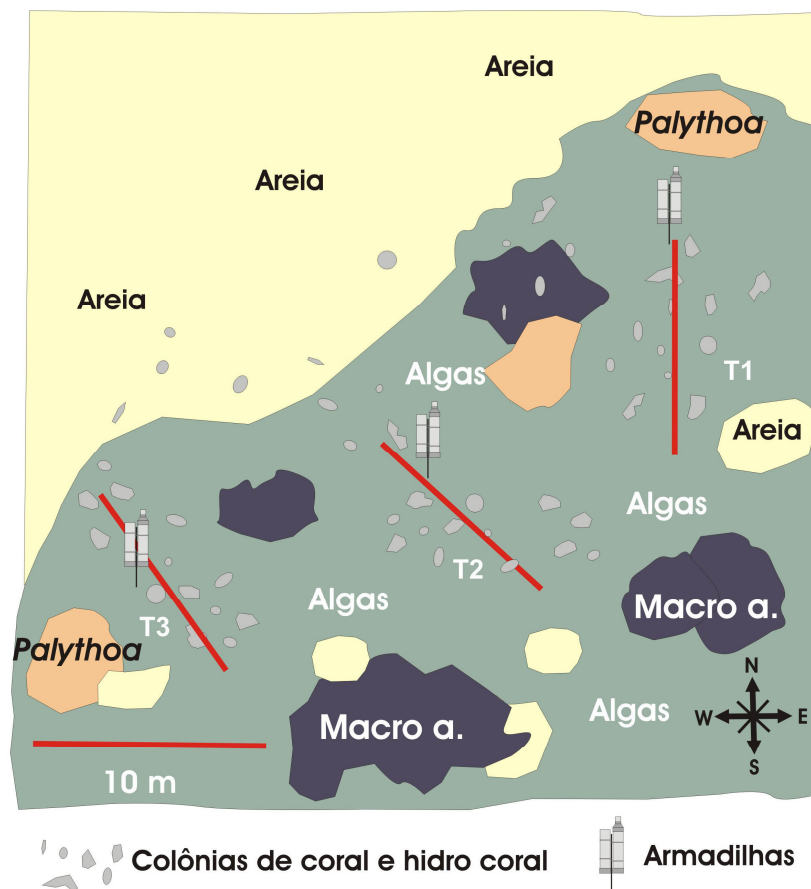 Areia
Palythoa
Areia
Areia
T1
Algas
Areia
Algas
T2
Algas
Macro a.
T3
Palythoa
N
W
E
S
Algas
Macro a.
10 m
Colônias de coral e hidro coral
Armadilhas